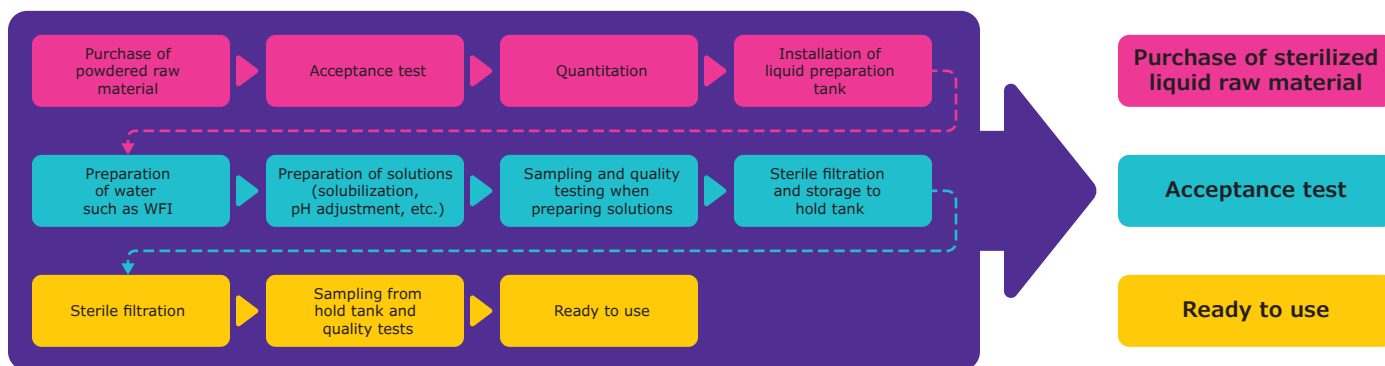 Purchase of
powdered raw
material
Acceptance test
Quantitation
Installation of
liquid preparation
tank
Preparation
of water
such as WFI
Preparation of solutions
(solubilization,
pH adjustment, etc.)
Sampling and quality
testing when
preparing solutions
Sterile filtration
and storage to
hold tank
Sterile filtration
Sampling from
hold tank and
quality tests
Ready to use
Purchase of sterilized
liquid raw material
Acceptance test
Ready to use